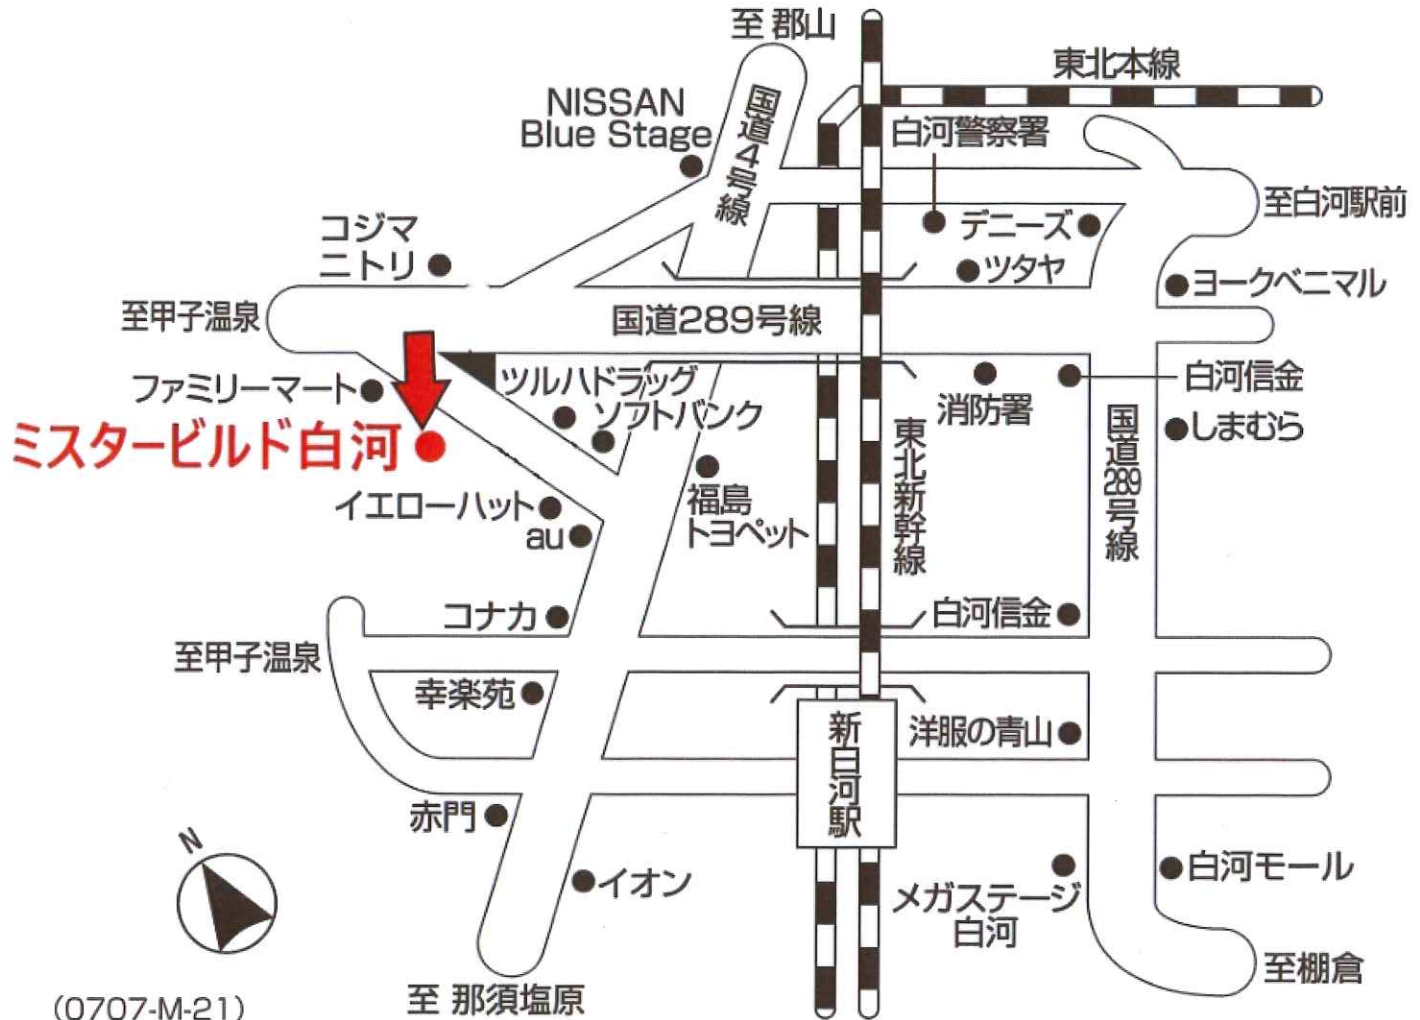 至 郡山
東北本線
NISSAN
Blue Stage
国道4号線
白河警察署
至白河駅前
コジマ
ニトリ
デニーズ
ツタヤ
ヨークベニマル
至甲子温泉
国道289号線
ファミリーマート
ツルハドラッグ
ソフトバンク
消防署
白河信金
ミスタービルド白河
しまむら
東北新幹線
国道289号線
イエローハット
au
福島
トヨペット
コナカ
白河信金
至甲子温泉
幸楽苑
新白河駅
洋服の青山
赤門
N
イオン
メガステージ
白河
白河モール
至 那須塩原
至棚倉
(0707-M-21)